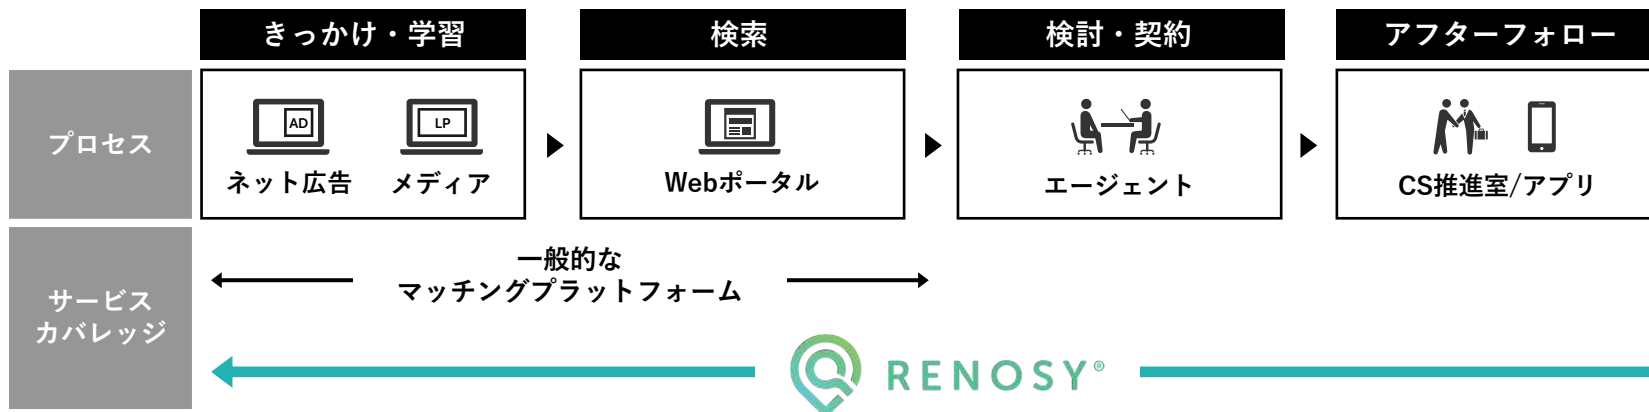 きっかけ・学習
検索
検討・契約
アフターフォロー
プロセス
AD
LP
ネット広告
メディア
Webポータル
エージェント
CS推進室/アプリ
サービス
カバレッジ
一般的な
マッチングプラットフォーム
RENOSY®